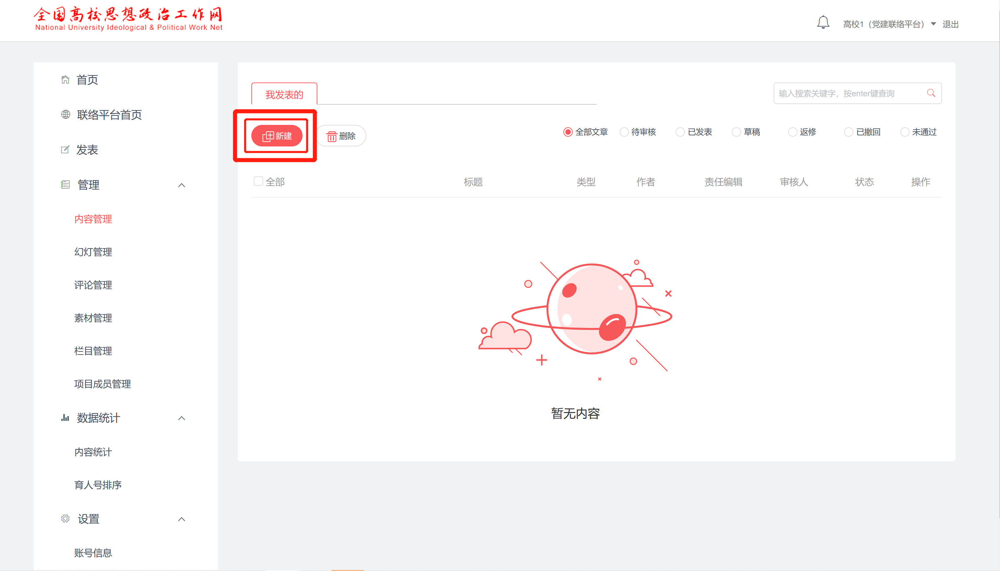 全国高校思想政治工作网
National University Ideological & Political Work Net
高校1（党建联络平台） 退出
首页
联络平台首页
发表
管理
内容管理
幻灯管理
评论管理
素材管理
栏目管理
项目成员管理
数据统计
内容统计
育人号排序
设置
账号信息
我发表的
输入搜索关键字，按enter键查询
新建 删除
全部文章 待审核 已发表 草稿 返修 已撤回 未通过
全部 标题 类型 作者 责任编辑 审核人 状态 操作
暂无内容